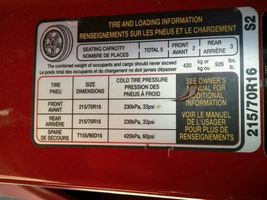 TIRE AND LOADING INFORMATION
RENSEIGNEMENTS SUR LES PNEUS ET LE CHARGEMENT
SEATING CAPACITY
NOMBRE DE PLACES
TOTAL 5
FRONT
AVANT
2
REAR
ARRIÈRE
3
The combined weight of occupants and cargo should never exceed 420 kg or 926 lbs.
Le poids total des occupants et du chargement ne doit jamais dépasser kg ou lb.
TIRE
PNEU
SIZE
DIMENSIONS
COLD TIRE PRESSURE
PRESSION DES
PNEUS À FROID
FRONT
AVANT
215/70R16
230kPa, 33psi
REAR
ARRIÈRE
215/70R16
230kPa, 33psi
SPARE
DE SECOURS
T155/90D16
420kPa, 60psi
SEE OWNER'S
MANUAL FOR
ADDITIONAL
INFORMATION
VOIR LE MANUEL
DE L'USAGER
POUR PLUS DE
RENSEIGNEMENTS
215/70R16
S2